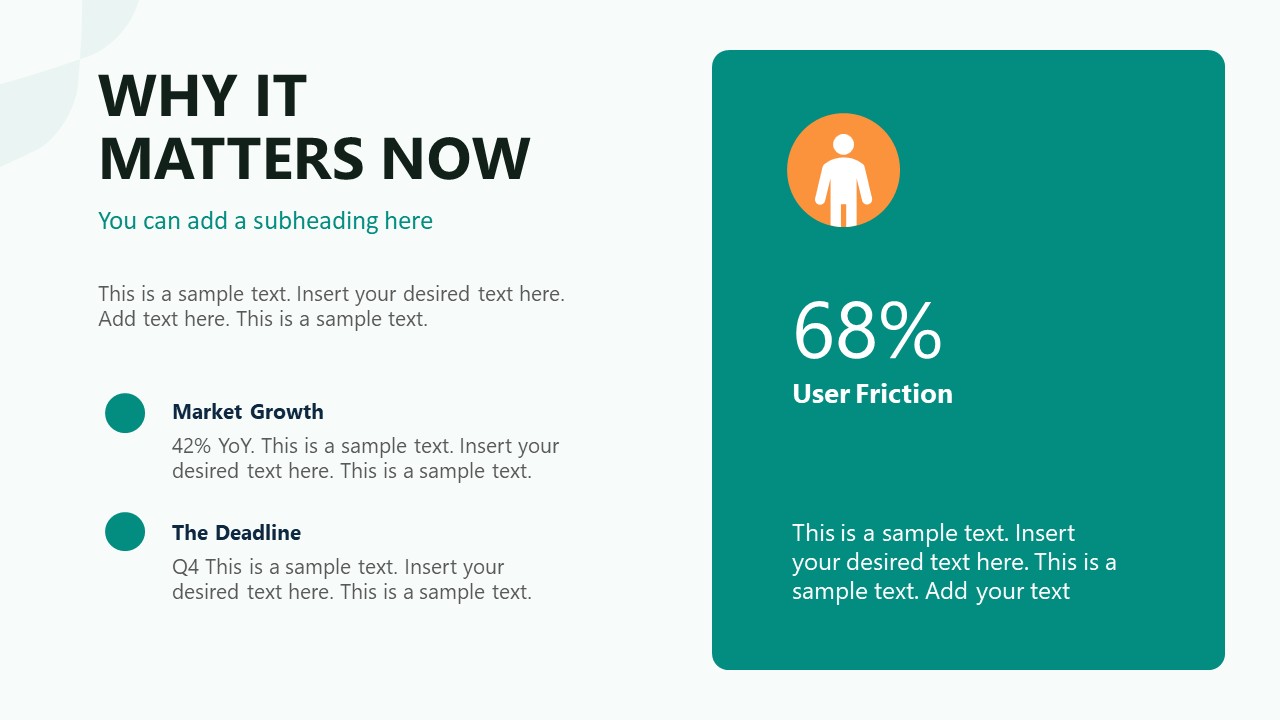 WHY IT
MATTERS NOW
You can add a subheading here
This is a sample text. Insert your desired text here.
Add text here. This is a sample text.
Market Growth
42% YoY. This is a sample text. Insert your
desired text here. This is a sample text.
The Deadline
Q4 This is a sample text. Insert your
desired text here. This is a sample text.
68%
User Friction
This is a sample text. Insert
your desired text here. This is a
sample text. Add your text